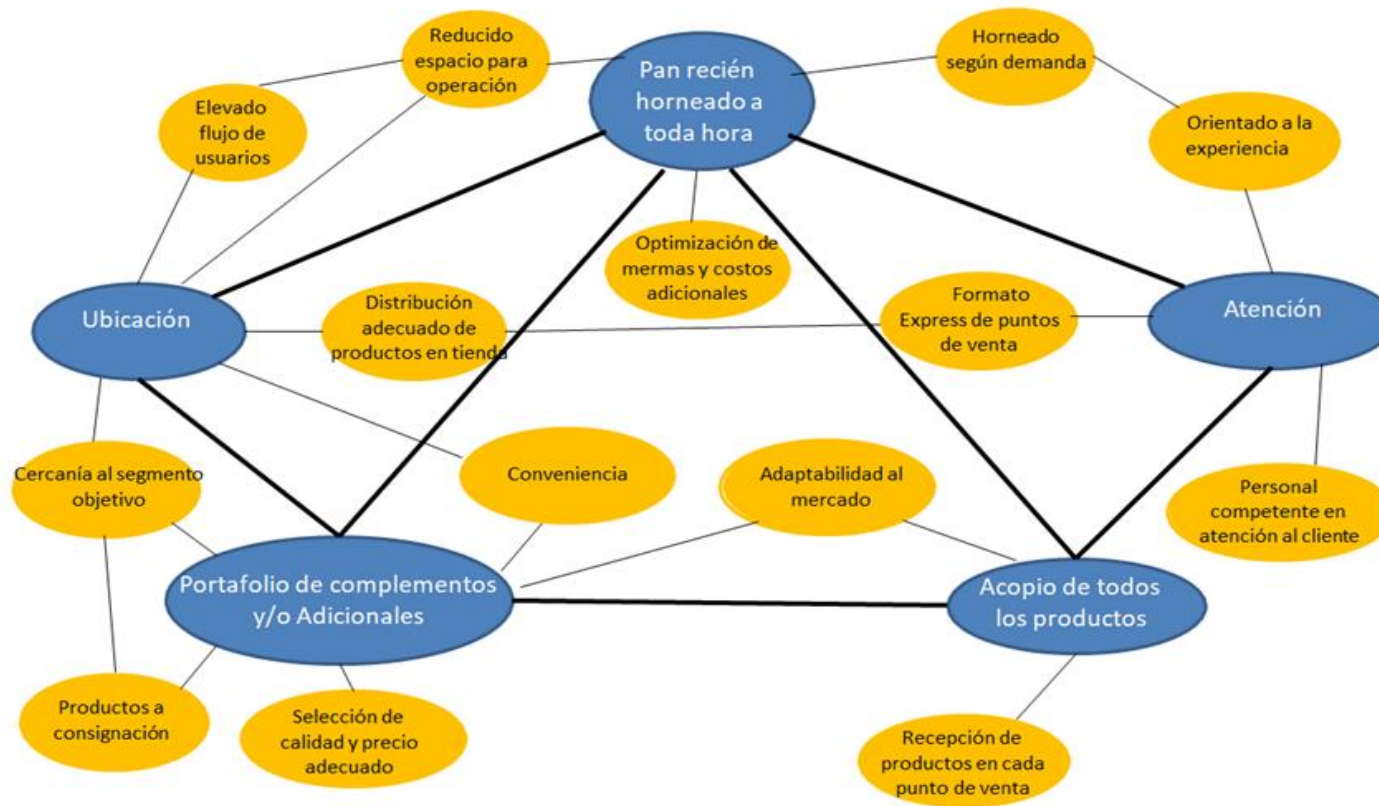 Reducido
espacio para
operación
Pan recién
horneado a
toda hora
Horneado
según demanda
Elevado
flujo de
usuarios
Orientado a la
experiencia
Optimización de
mermas y costos
adicionales
Ubicación
Distribución
adecuado de
productos en tienda
Formato
Express de puntos
de venta
Atención
Cercanía al segmento
objetivo
Conveniencia
Adaptabilidad al
mercado
Personal
competente en
atención al cliente
Portafolio de complementos
y/o Adicionales
Acopio de todos
los productos
Productos a
consignación
Selección de
calidad y precio
adecuado
Recepción de
productos en cada
punto de venta